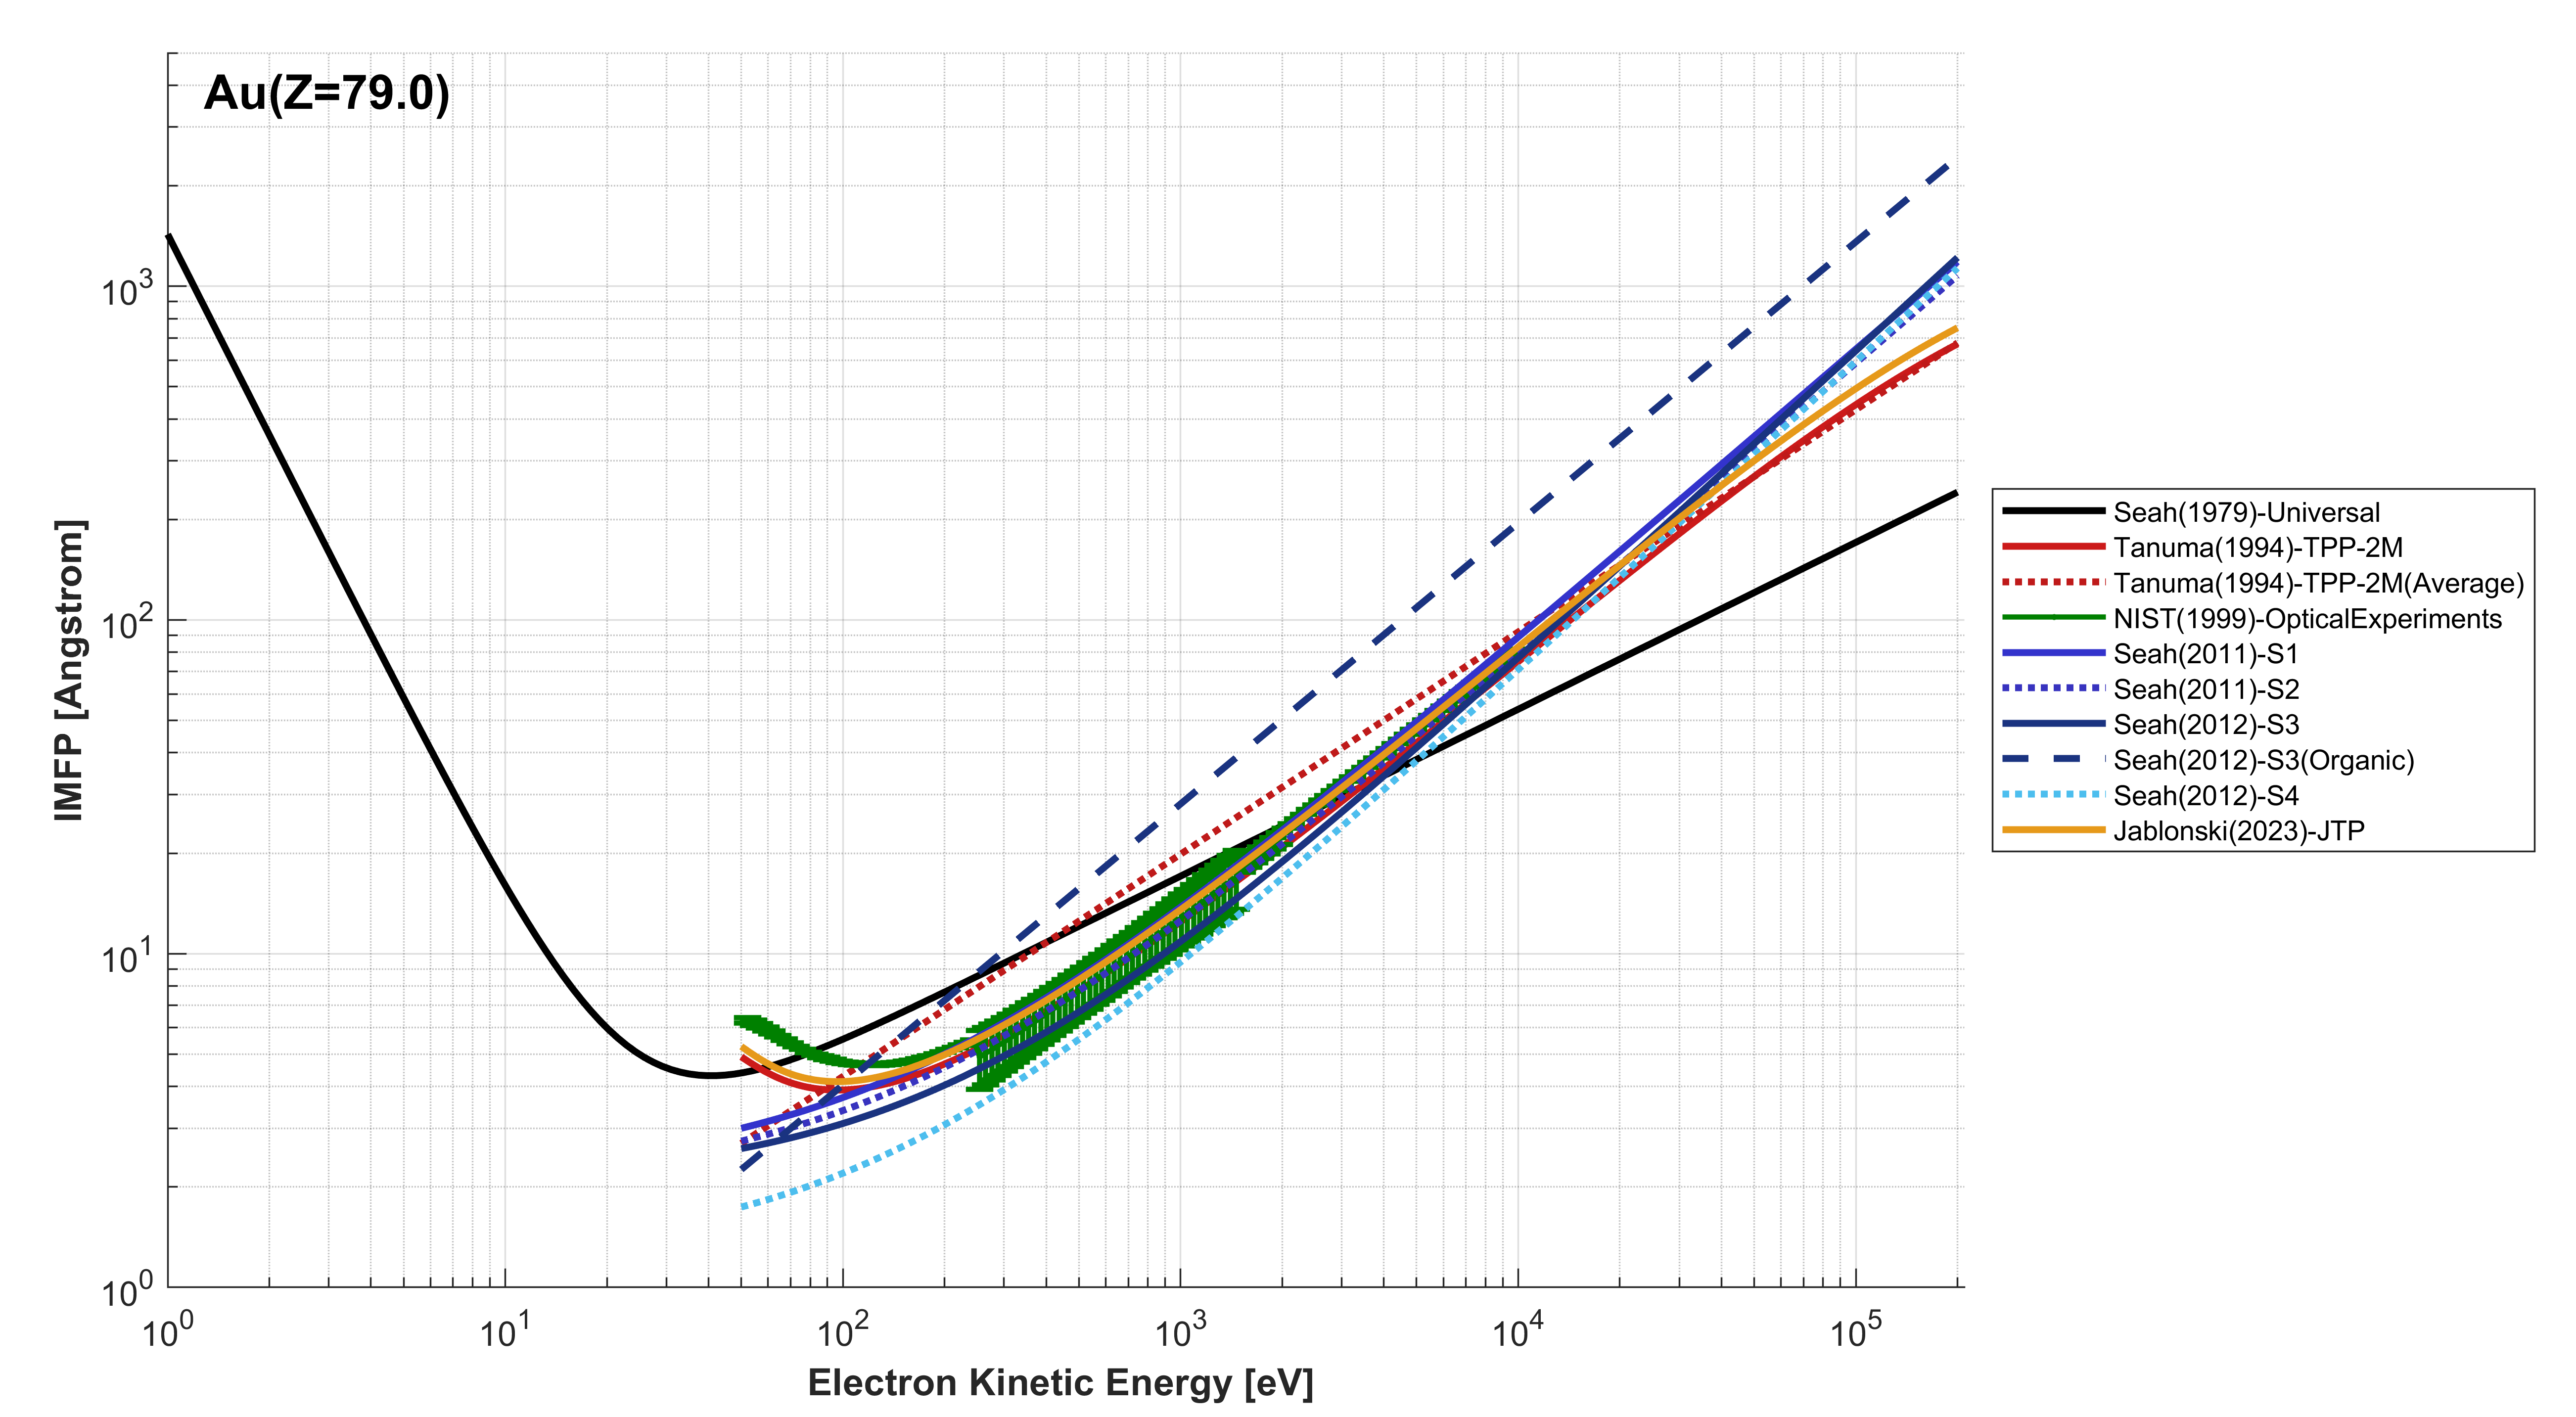 Au(Z=79.0)
IMFP [Angstrom]
10^3
10^2
10^1
10^0
10^0 10^1 10^2 10^3 10^4 10^5
Electron Kinetic Energy [eV]
Seah(1979)-Universal
Tanuma(1994)-TPP-2M
Tanuma(1994)-TPP-2M(Average)
NIST(1999)-OpticalExperiments
Seah(2011)-S1
Seah(2011)-S2
Seah(2012)-S3
Seah(2012)-S3(Organic)
Seah(2012)-S4
Jablonski(2023)-JTP